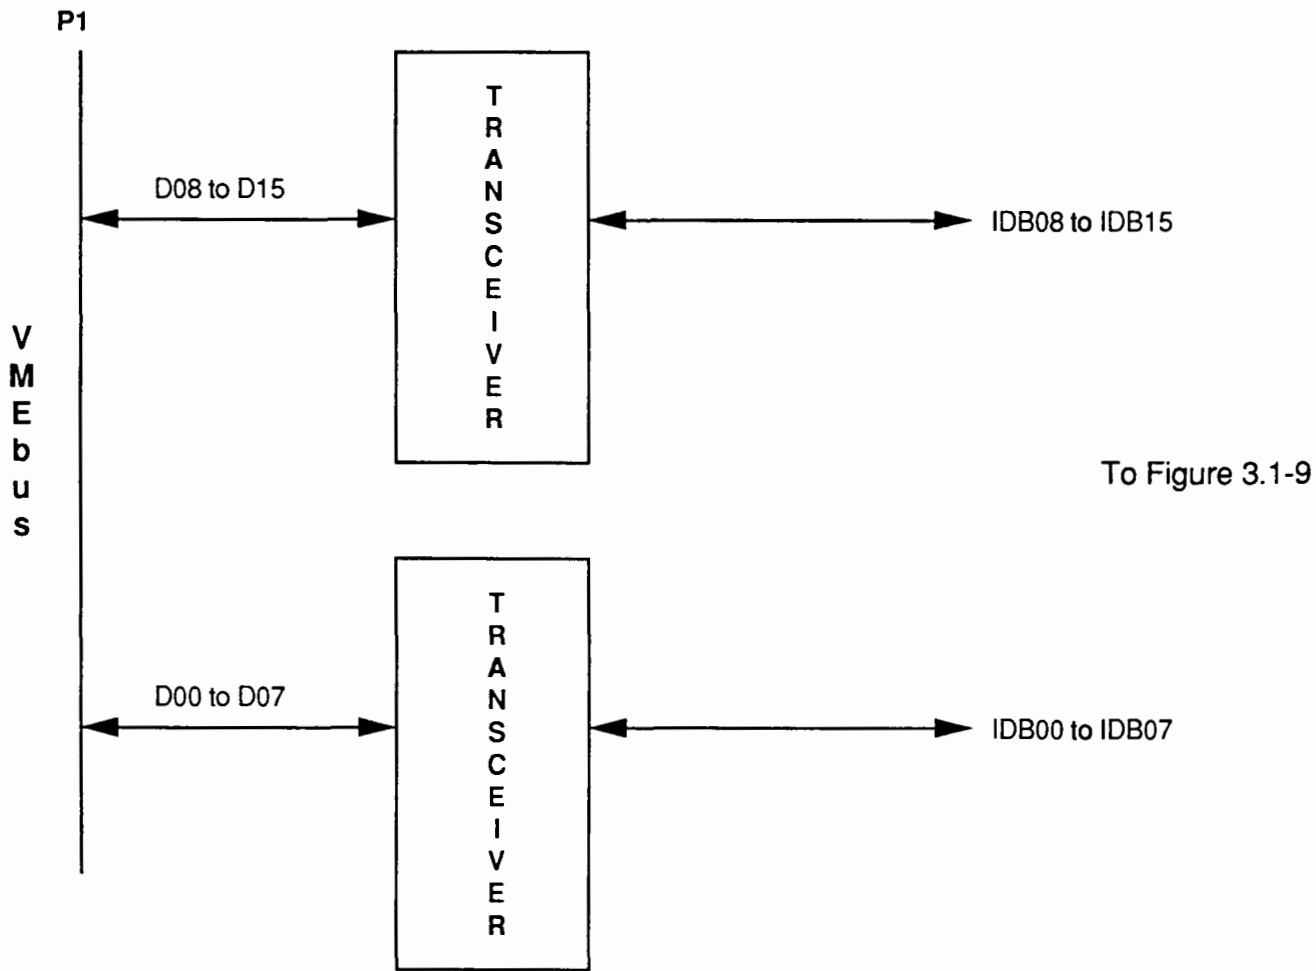 P1
VMEbus
D08 to D15
TRANSCEIVER
IDB08 to IDB15
To Figure 3.1-9
D00 to D07
TRANSCEIVER
IDB00 to IDB07